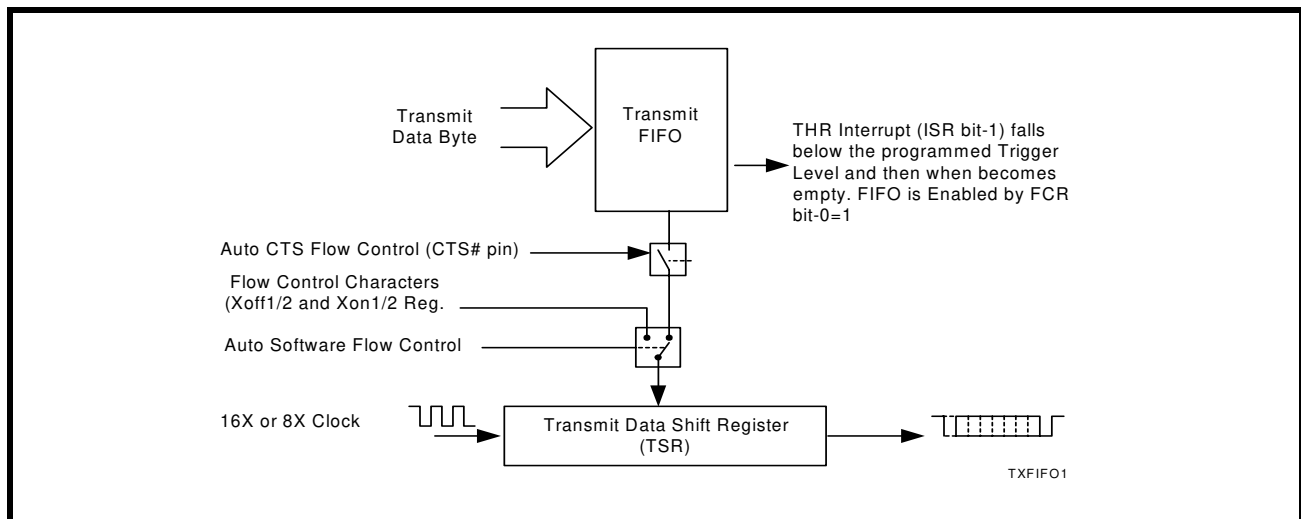 Transmit
Data Byte
Transmit
FIFO
THR Interrupt (ISR bit-1) falls
below the programmed Trigger
Level and then when becomes
empty. FIFO is Enabled by FCR
bit-0=1
Auto CTS Flow Control (CTS# pin)
Flow Control Characters
(Xoff1/2 and Xon1/2 Reg.
Auto Software Flow Control
16X or 8X Clock
Transmit Data Shift Register
(TSR)
TXFIFO1